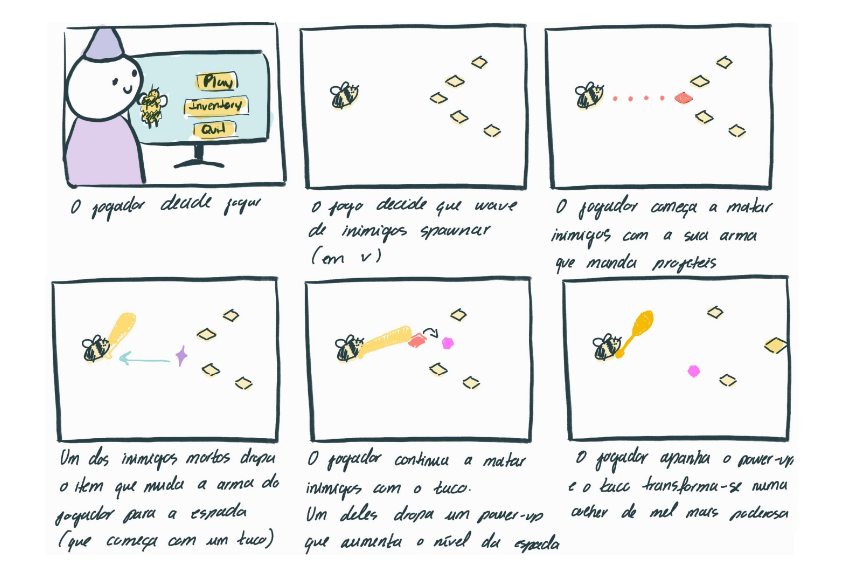 Play
Inventory
Quit
O jogador decide jogar
O jogo decide que wave
de inimigos spawnar
(em V)
O jogador começa a matar
inimigos com a sua arma
que manda projeteis
Um dos inimigos mortos dropa
o item que muda a arma do
jogador para a espada
(que começa com um taco)
O jogador continua a matar
inimigos com o taco.
Um deles dropa um power-up
que aumenta o nível da espada
O jogador apanha o power-up
e o taco transforma-se numa
colher de mel mais poderosa